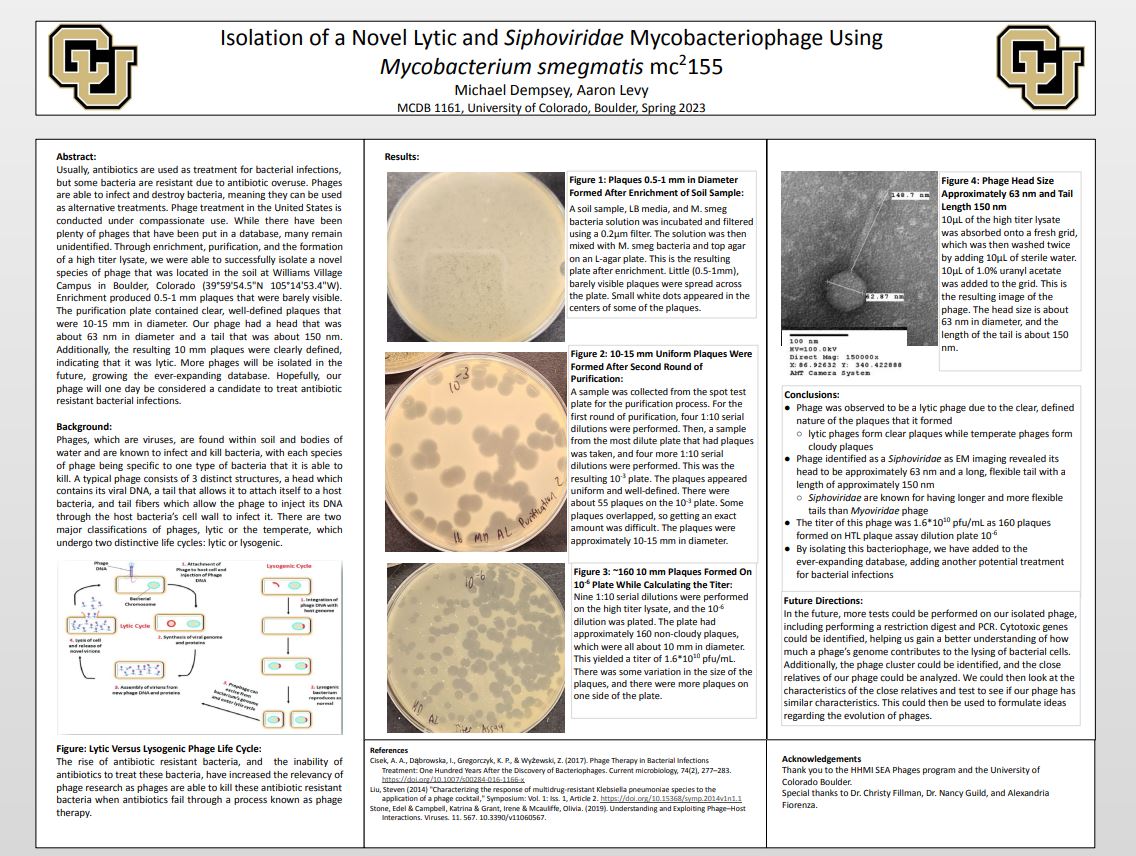 Isolation of a Novel Lytic and Siphoviridae Mycobacteriophage Using
Mycobacterium smegmatis mc²155
Michael Dempsey, Aaron Levy
MCDB 1161, University of Colorado, Boulder, Spring 2023
CU
CU
Abstract:
Usually, antibiotics are used as treatment for bacterial infections,
but some bacteria are resistant due to antibiotic overuse. Phages
are able to infect and destroy bacteria, meaning they can be used
as alternative treatments. Phage treatment in the United States is
conducted under compassionate use. While there have been
plenty of phages that have been put in a database, many remain
unidentified. Through enrichment, purification, and the formation
of a high titer lysate, we were able to successfully isolate a novel
species of phage that was located in the soil at Williams Village
Campus in Boulder, Colorado (39°59'54.5"N 105°14'53.4"W).
Enrichment produced 0.5-1 mm plaques that were barely visible.
The purification plate contained clear, well-defined plaques that
were 10-15 mm in diameter. Our phage had a head that was
about 63 nm in diameter and a tail that was about 150 nm.
Additionally, the resulting 10 mm plaques were clearly defined,
indicating that it was lytic. More phages will be isolated in the
future, growing the ever-expanding database. Hopefully, our
phage will one day be considered a candidate to treat antibiotic
resistant bacterial infections.
Background:
Phages, which are viruses, are found within soil and bodies of
water and are known to infect and kill bacteria, with each species
of phage being specific to one type of bacteria that it is able to
kill. A typical phage consists of 3 distinct structures, a head which
contains its viral DNA, a tail that allows it to attach itself to a host
bacteria, and tail fibers which allow the phage to inject its DNA
through the host bacteria's cell wall to infect it. There are two
major classifications of phages, lytic or the temperate, which
undergo two distinctive life cycles: lytic or lysogenic.
Phage
DNA
1. Attachment of
Phage to host cell and
injection of Phage
DNA
Lysogenic Cycle
Bacterial
Chromosome
1. Integration of
phage DNA with
host genome
Lytic Cycle
2. Synthesis of viral genome
and proteins
4. Lysis of cell
and release of
novel virions
3. Assembly of virions from
new phage DNA and proteins
3. Prophage can
excise from
bacterium's genome
and enter lytic cycle
2. Lysogenic
bacterium
reproduces as
normal
Figure: Lytic Versus Lysogenic Phage Life Cycle:
The rise of antibiotic resistant bacteria, and the inability of
antibiotics to treat these bacteria, have increased the relevancy of
phage research as phages are able to kill these antibiotic resistant
bacteria when antibiotics fail through a process known as phage
therapy.
Results:
Figure 1: Plaques 0.5-1 mm in Diameter
Formed After Enrichment of Soil Sample:
A soil sample, LB media, and M. smeg
bacteria solution was incubated and filtered
using a 0.2μm filter. The solution was then
mixed with M. smeg bacteria and top agar
on an L-agar plate. This is the resulting
plate after enrichment. Little (0.5-1mm),
barely visible plaques were spread across
the plate. Small white dots appeared in the
centers of some of the plaques.
10⁻³
lb MD AL Purification 2
Figure 2: 10-15 mm Uniform Plaques Were
Formed After Second Round of
Purification:
A sample was collected from the spot test
plate for the purification process. For the
first round of purification, four 1:10 serial
dilutions were performed. Then, a sample
from the most dilute plate that had plaques
was taken, and four more 1:10 serial
dilutions were performed. This was the
resulting 10⁻³ plate. The plaques appeared
uniform and well-defined. There were
about 55 plaques on the 10⁻³ plate. Some
plaques overlapped, so getting an exact
amount was difficult. The plaques were
approximately 10-15 mm in diameter.
10⁻⁶
MD AL Titer Assay
Figure 3: ~160 10 mm Plaques Formed On
10⁻⁶ Plate While Calculating the Titer:
Nine 1:10 serial dilutions were performed
on the high titer lysate, and the 10⁻⁶
dilution was plated. The plate had
approximately 160 non-cloudy plaques,
which were all about 10 mm in diameter.
This yielded a titer of 1.6*10¹⁰ pfu/mL.
There was some variation in the size of the
plaques, and there were more plaques on
one side of the plate.
148.7 nm
62.87 nm
100 nm
HV=100.0kV
Direct Mag: 150000x
X: 86.92632 Y: 340.422888
AMT Camera System
Figure 4: Phage Head Size
Approximately 63 nm and Tail
Length 150 nm
10μL of the high titer lysate
was absorbed onto a fresh grid,
which was then washed twice
by adding 10μL of sterile water.
10μL of 1.0% uranyl acetate
was added to the grid. This is
the resulting image of the
phage. The head size is about
63 nm in diameter, and the
length of the tail is about 150
nm.
Conclusions:
● Phage was observed to be a lytic phage due to the clear, defined
nature of the plaques that it formed
○ lytic phages form clear plaques while temperate phages form
cloudy plaques
● Phage identified as a Siphoviridae as EM imaging revealed its
head to be approximately 63 nm and a long, flexible tail with a
length of approximately 150 nm
○ Siphoviridae are known for having longer and more flexible
tails than Myoviridae phage
● The titer of this phage was 1.6*10¹⁰ pfu/mL as 160 plaques
formed on HTL plaque assay dilution plate 10⁻⁶
● By isolating this bacteriophage, we have added to the
ever-expanding database, adding another potential treatment
for bacterial infections
Future Directions:
In the future, more tests could be performed on our isolated phage,
including performing a restriction digest and PCR. Cytotoxic genes
could be identified, helping us gain a better understanding of how
much a phage's genome contributes to the lysing of bacterial cells.
Additionally, the phage cluster could be identified, and the close
relatives of our phage could be analyzed. We could then look at the
characteristics of the close relatives and test to see if our phage has
similar characteristics. This could then be used to formulate ideas
regarding the evolution of phages.
References
Cisek, A. A., Dąbrowska, I., Gregorczyk, K. P., & Wyżewski, Z. (2017). Phage Therapy in Bacterial Infections
Treatment: One Hundred Years After the Discovery of Bacteriophages. Current microbiology, 74(2), 277–283.
https://doi.org/10.1007/s00284-016-1166-x
Liu, Steven (2014) "Characterizing the response of multidrug-resistant Klebsiella pneumoniae species to the
application of a phage cocktail," Symposium: Vol. 1: Iss. 1, Article 2. https://doi.org/10.15368/symp.2014v1n1.1
Stone, Edel & Campbell, Katrina & Grant, Irene & Mcauliffe, Olivia. (2019). Understanding and Exploiting Phage–Host
Interactions. Viruses. 11. 567. 10.3390/v11060567.
Acknowledgements
Thank you to the HHMI SEA Phages program and the University of
Colorado Boulder.
Special thanks to Dr. Christy Fillman, Dr. Nancy Guild, and Alexandria
Fiorenza.